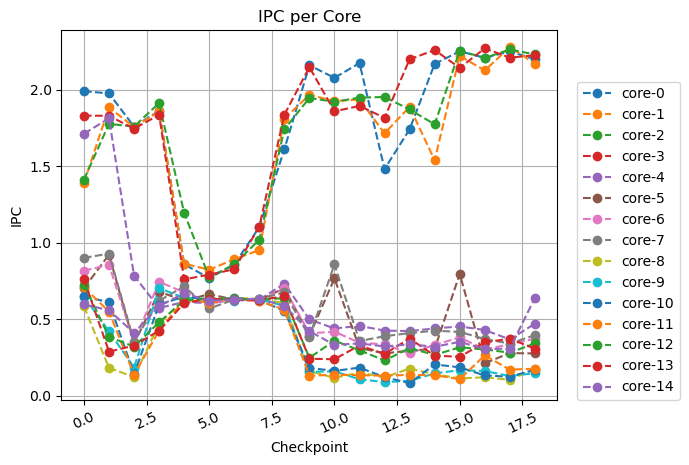 IPC per Core
IPC
2.0
1.5
1.0
0.5
0.0
0.0
2.5
5.0
7.5
10.0
12.5
15.0
17.5
Checkpoint
core-0
core-1
core-2
core-3
core-4
core-5
core-6
core-7
core-8
core-9
core-10
core-11
core-12
core-13
core-14